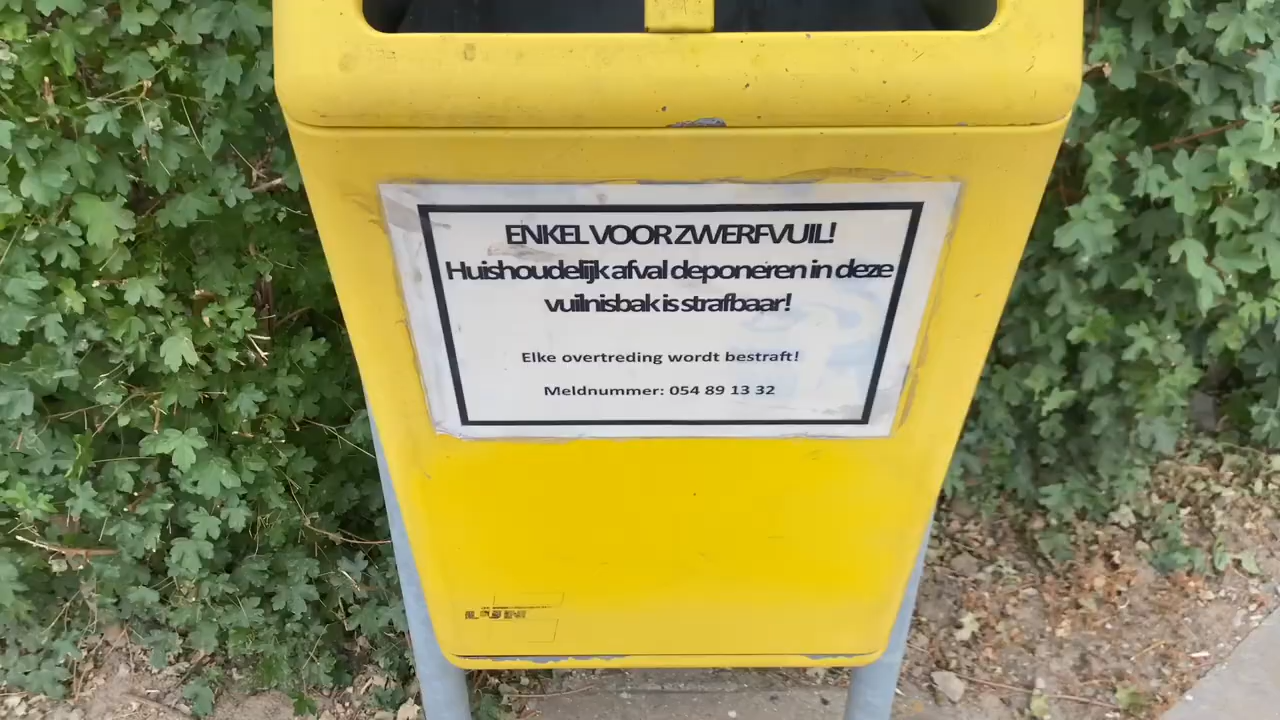 ENKEL VOOR ZWERFVUIL!
Huishoudelijk afval deponeren in deze
vuilnisbak is strafbaar!
Elke overtreding wordt bestraft!
Meldnummer: 054 89 13 32